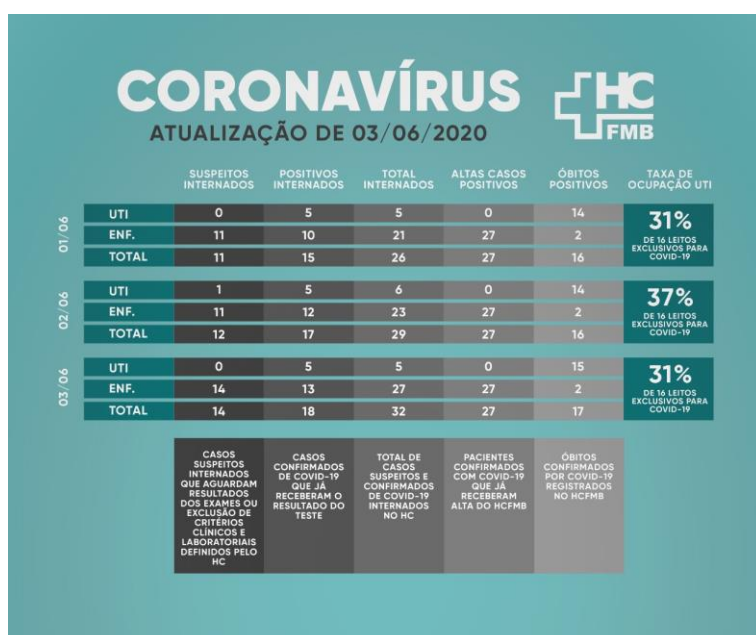 CORONAVÍRUS
HC
FMB
ATUALIZAÇÃO DE 03/06/2020
SUSPEITOS INTERNADOS
POSITIVOS INTERNADOS
TOTAL INTERNADOS
ALTAS CASOS POSITIVOS
ÓBITOS POSITIVOS
TAXA DE OCUPAÇÃO UTI
01/06
UTI 0 5 5 0 14
ENF. 11 10 21 27 2
TOTAL 11 15 26 27 16
31%
DE 16 LEITOS
EXCLUSIVOS PARA
COVID-19
02/06
UTI 1 5 6 0 14
ENF. 11 12 23 27 2
TOTAL 12 17 29 27 16
37%
DE 16 LEITOS
EXCLUSIVOS PARA
COVID-19
03/06
UTI 0 5 5 0 15
ENF. 14 13 27 27 2
TOTAL 14 18 32 27 17
31%
DE 16 LEITOS
EXCLUSIVOS PARA
COVID-19
CASOS
SUSPEITOS
INTERNADOS
QUE AGUARDAM
RESULTADOS
DOS EXAMES OU
EXCLUSÃO DE
CRITÉRIOS
CLÍNICOS E
LABORATORIAIS
DEFINIDOS PELO
HC
CASOS
CONFIRMADOS
DE COVID-19
QUE JÁ
RECEBERAM O
RESULTADO DO
TESTE
TOTAL DE
CASOS
SUSPEITOS E
CONFIRMADOS
DE COVID-19
INTERNADOS
NO HC
PACIENTES
CONFIRMADOS
COM COVID-19
QUE JÁ
RECEBERAM
ALTA DO HCFMB
ÓBITOS
CONFIRMADOS
POR COVID-19
REGISTRADOS
NO HCFMB